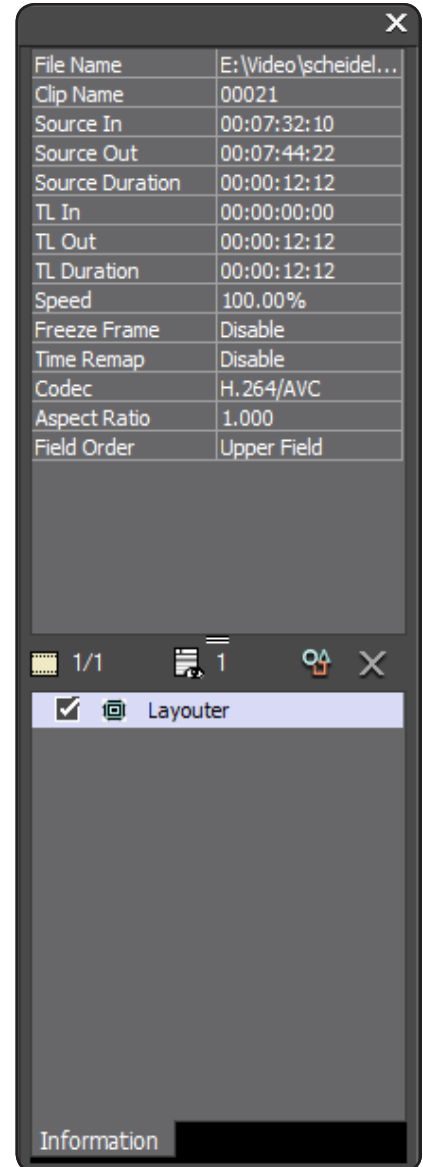 File Name E:\Video\scheidel...
Clip Name 00021
Source In 00:07:32:10
Source Out 00:07:44:22
Source Duration 00:00:12:12
TL In 00:00:00:00
TL Out 00:00:12:12
TL Duration 00:00:12:12
Speed 100.00%
Freeze Frame Disable
Time Remap Disable
Codec H.264/AVC
Aspect Ratio 1.000
Field Order Upper Field
1/1 1
Layouter
Information